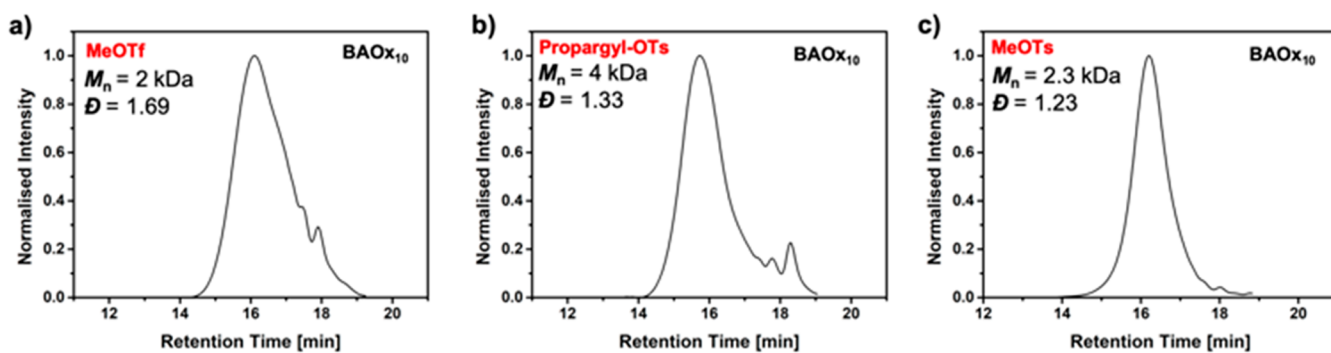 a)
MeOTf
BAOx₁₀
Mₙ = 2 kDa
Đ = 1.69
Normalised Intensity
1.0
0.8
0.6
0.4
0.2
0.0
12 14 16 18 20
Retention Time [min]
b)
Propargyl-OTs
BAOx₁₀
Mₙ = 4 kDa
Đ = 1.33
Normalised Intensity
1.0
0.8
0.6
0.4
0.2
0.0
12 14 16 18 20
Retention Time [min]
c)
MeOTs
BAOx₁₀
Mₙ = 2.3 kDa
Đ = 1.23
Normalised Intensity
1.0
0.8
0.6
0.4
0.2
0.0
12 14 16 18 20
Retention Time [min]